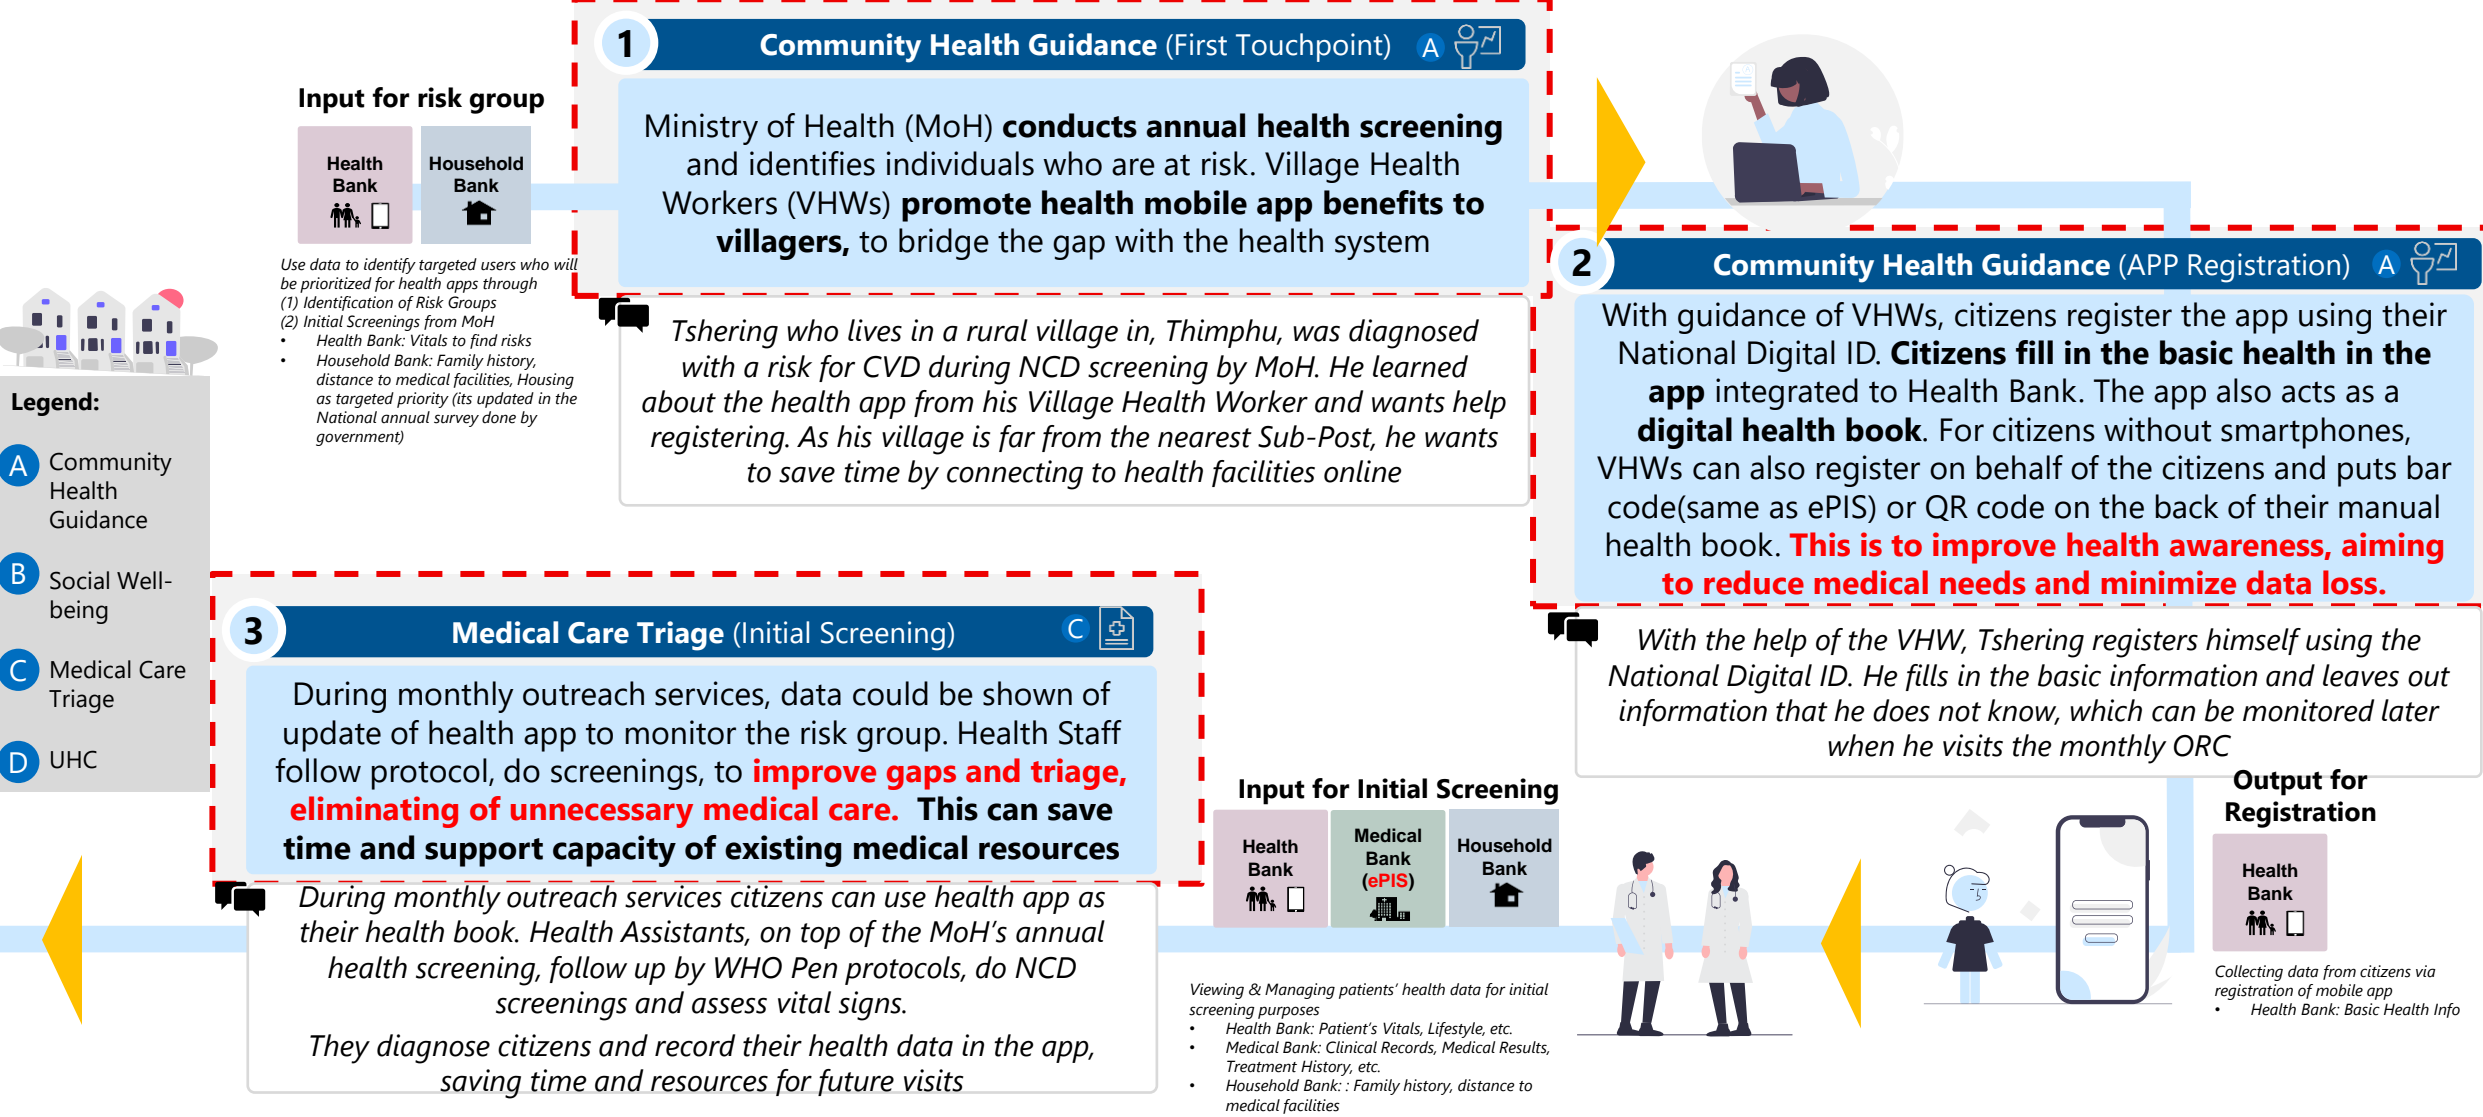 1
Community Health Guidance (First Touchpoint) A
Ministry of Health (MoH) conducts annual health screening
and identifies individuals who are at risk. Village Health
Workers (VHWs) promote health mobile app benefits to
villagers, to bridge the gap with the health system
Tshering who lives in a rural village in, Thimphu, was diagnosed
with a risk for CVD during NCD screening by MoH. He learned
about the health app from his Village Health Worker and wants help
registering. As his village is far from the nearest Sub-Post, he wants
to save time by connecting to health facilities online
Input for risk group
Health
Bank
Household
Bank
Use data to identify targeted users who will
be prioritized for health apps through
(1) Identification of Risk Groups
(2) Initial Screenings from MoH
• Health Bank: Vitals to find risks
• Household Bank: Family history,
distance to medical facilities, Housing
as targeted priority (its updated in the
National annual survey done by
government)
Legend:
A Community
Health
Guidance
B Social Well-
being
C Medical Care
Triage
D UHC
2
Community Health Guidance (APP Registration) A
With guidance of VHWs, citizens register the app using their
National Digital ID. Citizens fill in the basic health in the
app integrated to Health Bank. The app also acts as a
digital health book. For citizens without smartphones,
VHWs can also register on behalf of the citizens and puts bar
code(same as ePIS) or QR code on the back of their manual
health book. This is to improve health awareness, aiming
to reduce medical needs and minimize data loss.
With the help of the VHW, Tshering registers himself using the
National Digital ID. He fills in the basic information and leaves out
information that he does not know, which can be monitored later
when he visits the monthly ORC
Output for
Registration
Health
Bank
Collecting data from citizens via
registration of mobile app
• Health Bank: Basic Health Info
Input for Initial Screening
Health
Bank
Medical
Bank
(ePIS)
Household
Bank
Viewing & Managing patients’ health data for initial
screening purposes
• Health Bank: Patient’s Vitals, Lifestyle, etc.
• Medical Bank: Clinical Records, Medical Results,
Treatment History, etc.
• Household Bank: : Family history, distance to
medical facilities
3
Medical Care Triage (Initial Screening) C
During monthly outreach services, data could be shown of
update of health app to monitor the risk group. Health Staff
follow protocol, do screenings, to improve gaps and triage,
eliminating of unnecessary medical care. This can save
time and support capacity of existing medical resources
During monthly outreach services citizens can use health app as
their health book. Health Assistants, on top of the MoH’s annual
health screening, follow up by WHO Pen protocols, do NCD
screenings and assess vital signs.
They diagnose citizens and record their health data in the app,
saving time and resources for future visits